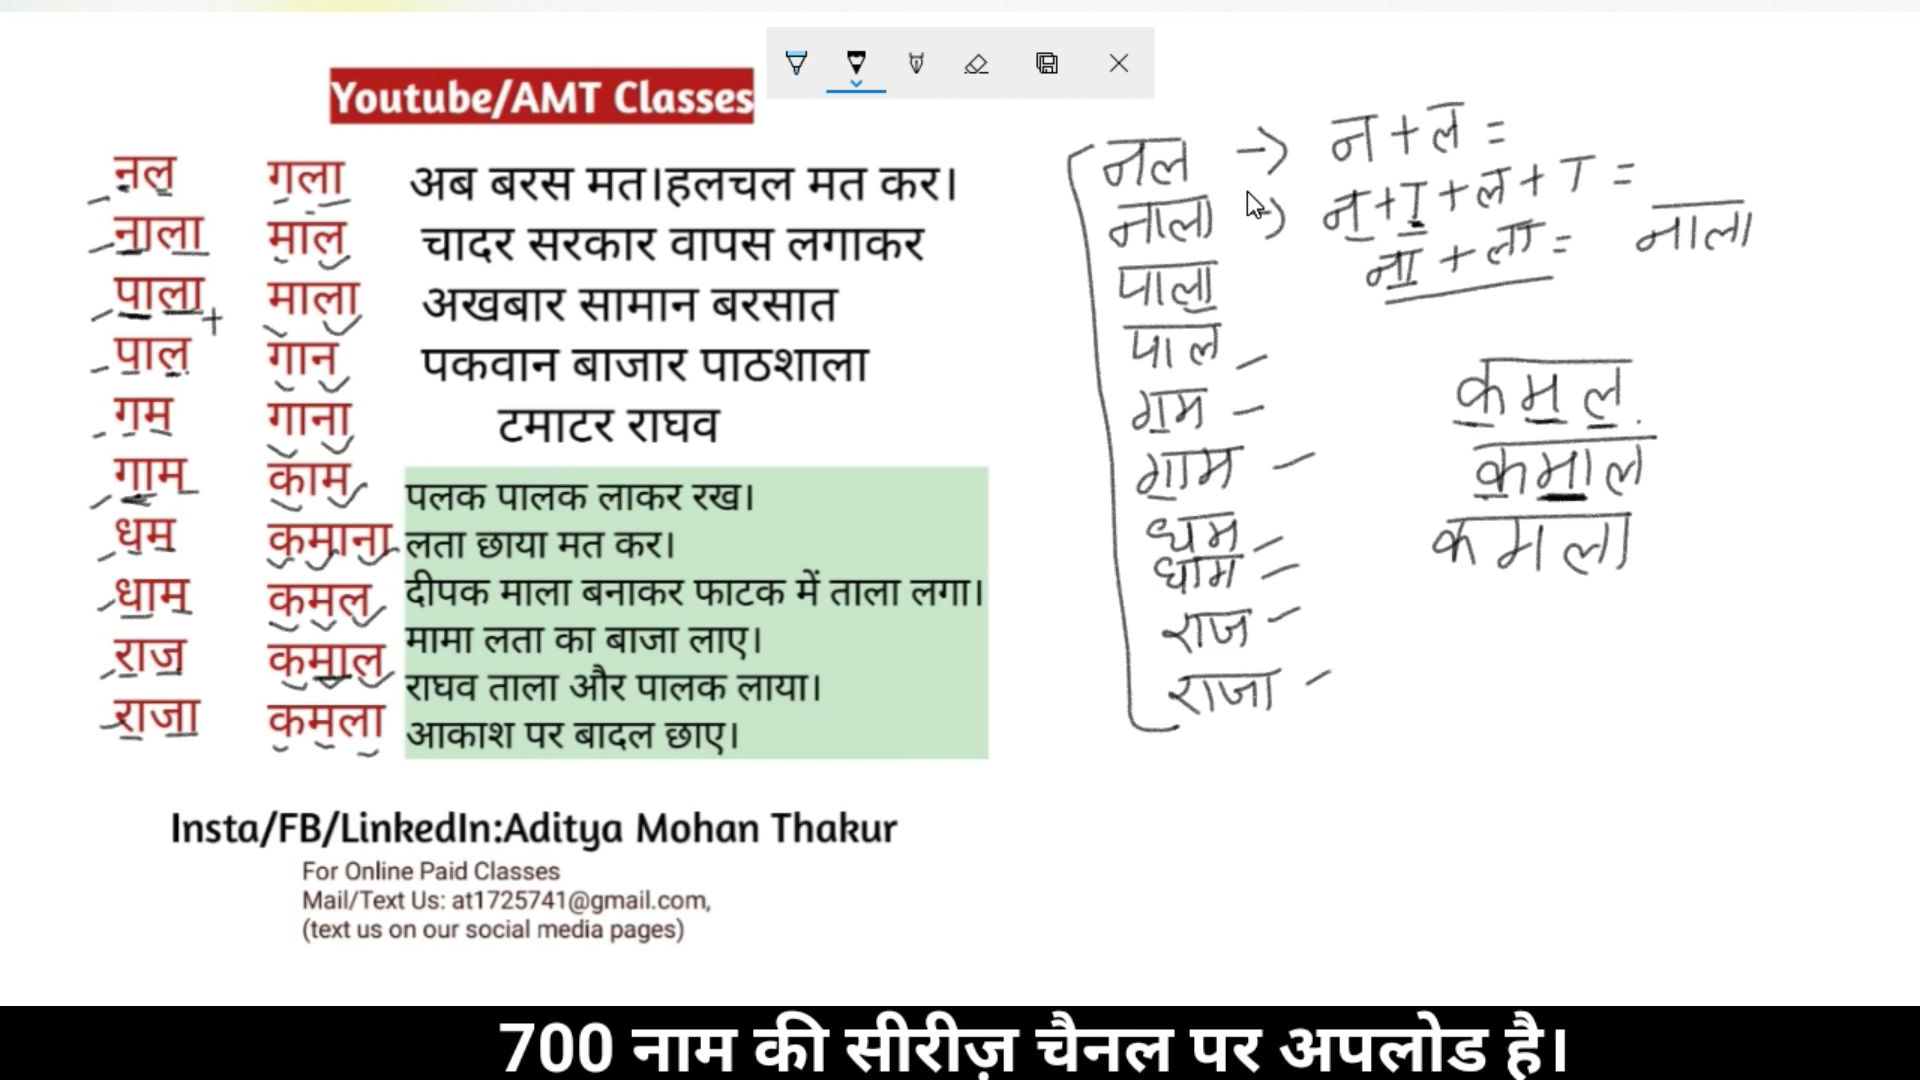 Youtube/AMT Classes
नल
नाला
पाला
पाल
गम
गाम
धम
धाम
राज
राजा
+
गला
माल
माला
गान
गाना
काम
कमाना
कमल
कमाल
कमला
अब बरस मत।हलचल मत कर।
चादर सरकार वापस लगाकर
अखबार सामान बरसात
पकवान बाजार पाठशाला
टमाटर राघव
पलक पालक लाकर रख।
लता छाया मत कर।
दीपक माला बनाकर फाटक में ताला लगा।
मामा लता का बाजा लाए।
राघव ताला और पालक लाया।
आकाश पर बादल छाए।
नल → न + ल =
नाला → न + ा + ल + ा =
ना + ला = नाला
पाला
पाल –
गम –
गाम –
धम –
धाम –
राज –
राजा –
कमल
कमाल
कमला
Insta/FB/LinkedIn:Aditya Mohan Thakur
For Online Paid Classes
Mail/Text Us: at1725741@gmail.com,
(text us on our social media pages)
700 नाम की सीरीज़ चैनल पर अपलोड है।